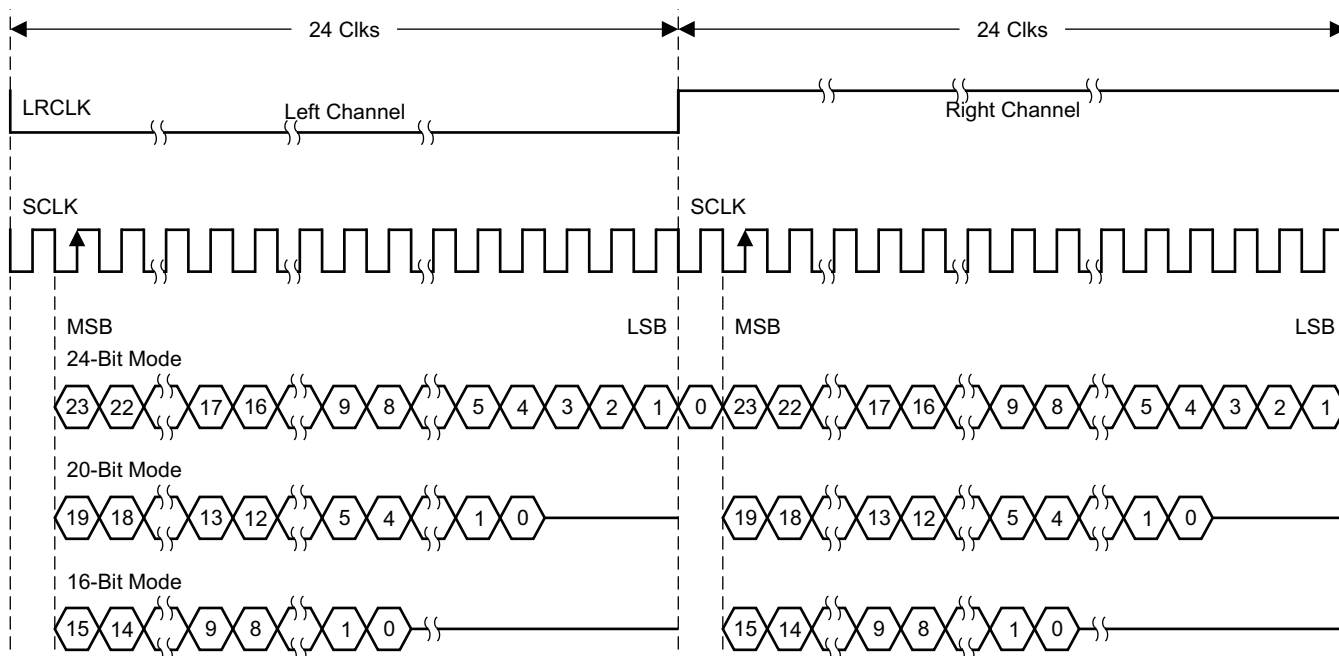 24 Clks 24 Clks
LRCLK Left Channel Right Channel
SCLK SCLK
MSB LSB MSB LSB
24-Bit Mode
23 22 17 16 9 8 5 4 3 2 1 0 23 22 17 16 9 8 5 4 3 2 1
20-Bit Mode
19 18 13 12 5 4 1 0 19 18 13 12 5 4 1 0
16-Bit Mode
15 14 9 8 1 0 15 14 9 8 1 0